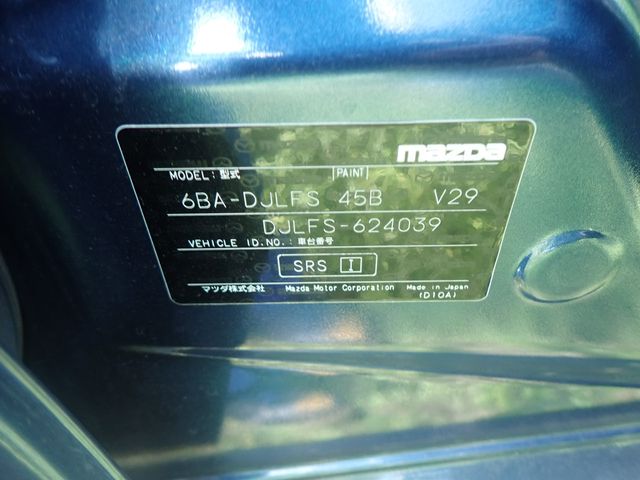 mazda
MODEL: 型式 PAINT
6BA-DJLFS 45B V29
DJLFS-624039
VEHICLE ID.NO.: 車台番号
SRS I
マツダ株式会社 Mazda Motor Corporation Made in Japan
(D10A)